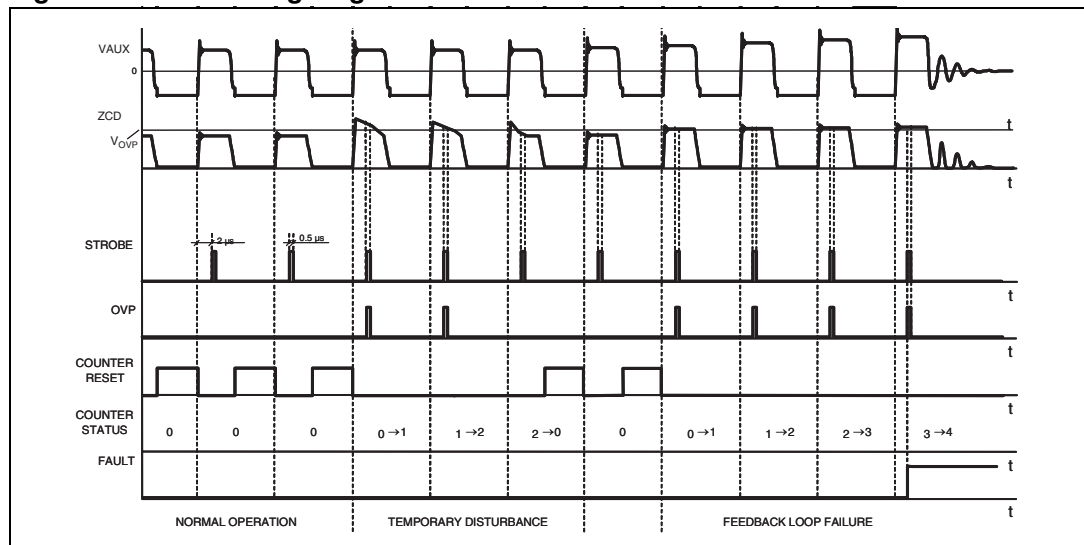 VAUX
0
ZCD
t
VOVP
t
2 µs
0.5 µs
STROBE
t
OVP
t
COUNTER
RESET
t
COUNTER
STATUS
0 0 0 0→1 1→2 2→0 0 0→1 1→2 2→3 3→4
FAULT
t
t
NORMAL OPERATION TEMPORARY DISTURBANCE FEEDBACK LOOP FAILURE